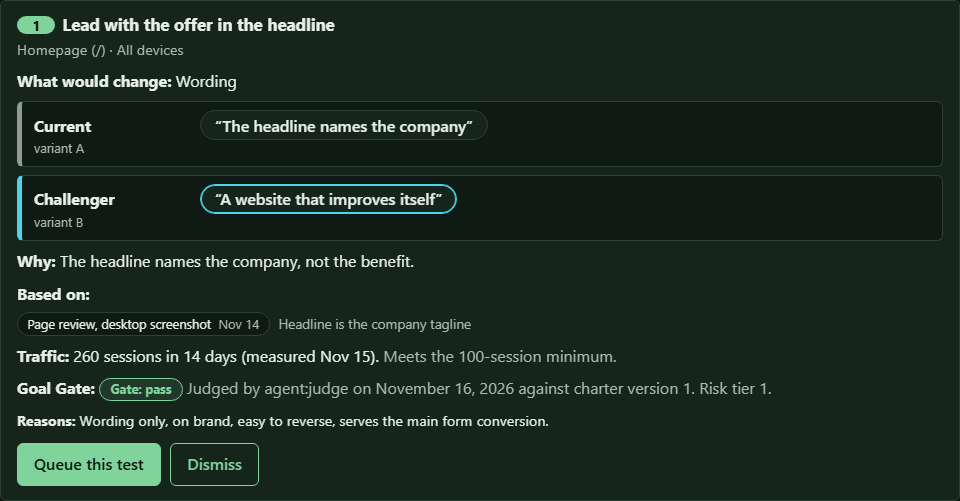 1 Lead with the offer in the headline
Homepage (/) · All devices
What would change: Wording
Current
“The headline names the company”
variant A
Challenger
“A website that improves itself”
variant B
Why: The headline names the company, not the benefit.
Based on:
Page review, desktop screenshot Nov 14 Headline is the company tagline
Traffic: 260 sessions in 14 days (measured Nov 15). Meets the 100-session minimum.
Goal Gate: Gate: pass Judged by agent:judge on November 16, 2026 against charter version 1. Risk tier 1.
Reasons: Wording only, on brand, easy to reverse, serves the main form conversion.
Queue this test Dismiss